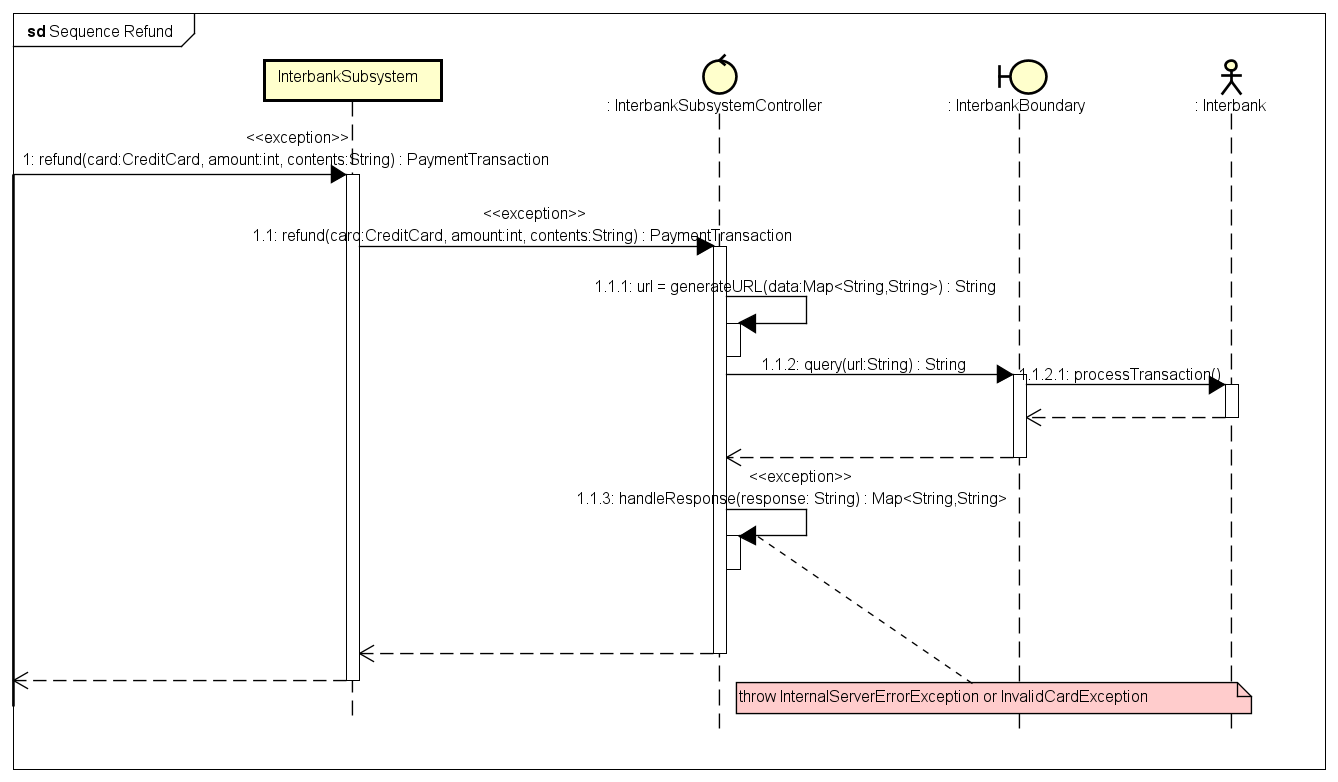 sd Sequence Refund
InterbankSubsystem
: InterbankSubsystemController
: InterbankBoundary
: Interbank
<<exception>>
1: refund(card:CreditCard, amount:int, contents:String) : PaymentTransaction
<<exception>>
1.1: refund(card:CreditCard, amount:int, contents:String) : PaymentTransaction
1.1.1: url = generateURL(data:Map<String,String>) : String
1.1.2: query(url:String) : String
1.1.2.1: processTransaction()
<<exception>>
1.1.3: handleResponse(response: String) : Map<String,String>
throw InternalServerErrorException or InvalidCardException